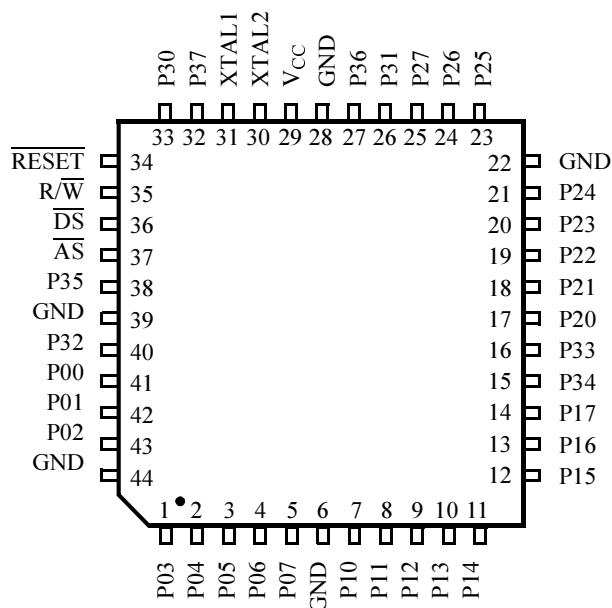 P30 P37 XTAL1 XTAL2 VCC GND P36 P31 P27 P26 P25
33 32 31 30 29 28 27 26 25 24 23
RESET 34 22 GND
R/W 35 21 P24
DS 36 20 P23
AS 37 19 P22
P35 38 18 P21
GND 39 17 P20
P32 40 16 P33
P00 41 15 P34
P01 42 14 P17
P02 43 13 P16
GND 44 12 P15
1 2 3 4 5 6 7 8 9 10 11
P03 P04 P05 P06 P07 GND P10 P11 P12 P13 P14